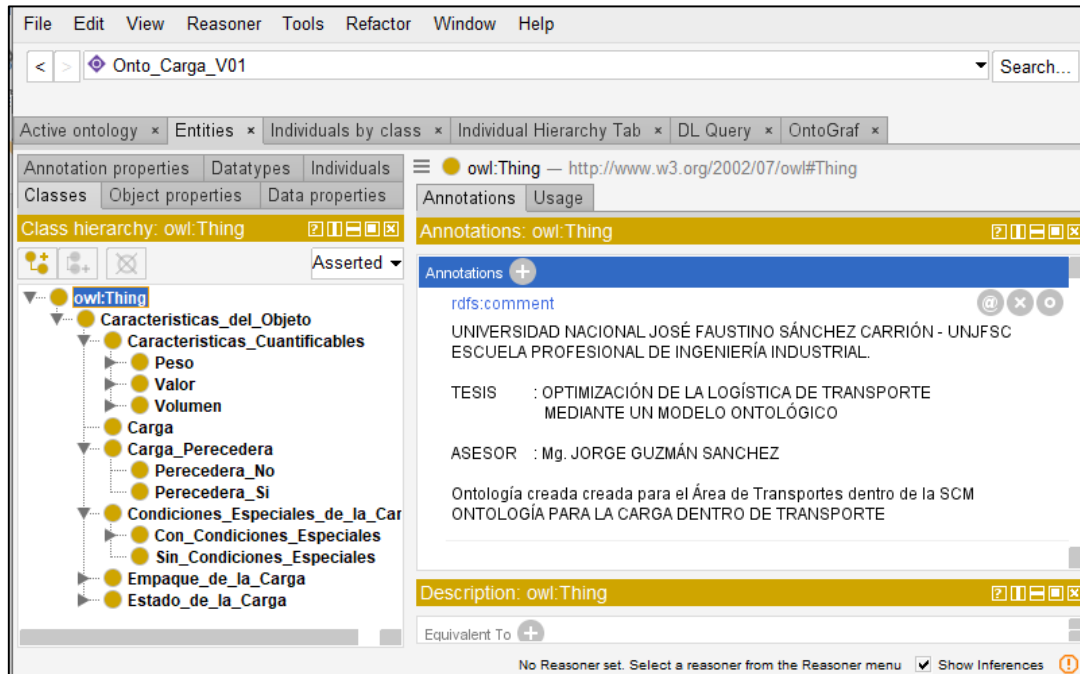 File Edit View Reasoner Tools Refactor Window Help
< > Onto_Carga_V01 Search...
Active ontology × Entities × Individuals by class × Individual Hierarchy Tab × DL Query × OntoGraf ×
Annotation properties Datatypes Individuals
Classes Object properties Data properties
Class hierarchy: owl:Thing
Asserted
owl:Thing
Caracteristicas_del_Objeto
Caracteristicas_Cuantificables
Peso
Valor
Volumen
Carga
Carga_Perecedera
Perecedera_No
Perecedera_Si
Condiciones_Especiales_de_la_Car
Con_Condiciones_Especiales
Sin_Condiciones_Especiales
Empaque_de_la_Carga
Estado_de_la_Carga
owl:Thing — http://www.w3.org/2002/07/owl#Thing
Annotations Usage
Annotations: owl:Thing
Annotations
rdfs:comment
UNIVERSIDAD NACIONAL JOSÉ FAUSTINO SÁNCHEZ CARRIÓN - UNJFSC
ESCUELA PROFESIONAL DE INGENIERÍA INDUSTRIAL.
TESIS : OPTIMIZACIÓN DE LA LOGÍSTICA DE TRANSPORTE
MEDIANTE UN MODELO ONTOLÓGICO
ASESOR : Mg. JORGE GUZMÁN SANCHEZ
Ontología creada creada para el Área de Transportes dentro de la SCM
ONTOLOGÍA PARA LA CARGA DENTRO DE TRANSPORTE
Description: owl:Thing
Equivalent To
No Reasoner set. Select a reasoner from the Reasoner menu Show Inferences